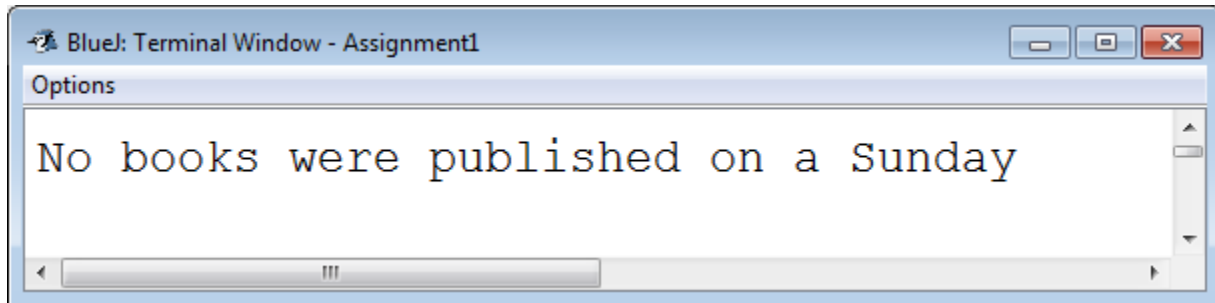 BlueJ: Terminal Window - Assignment1
Options
No books were published on a Sunday